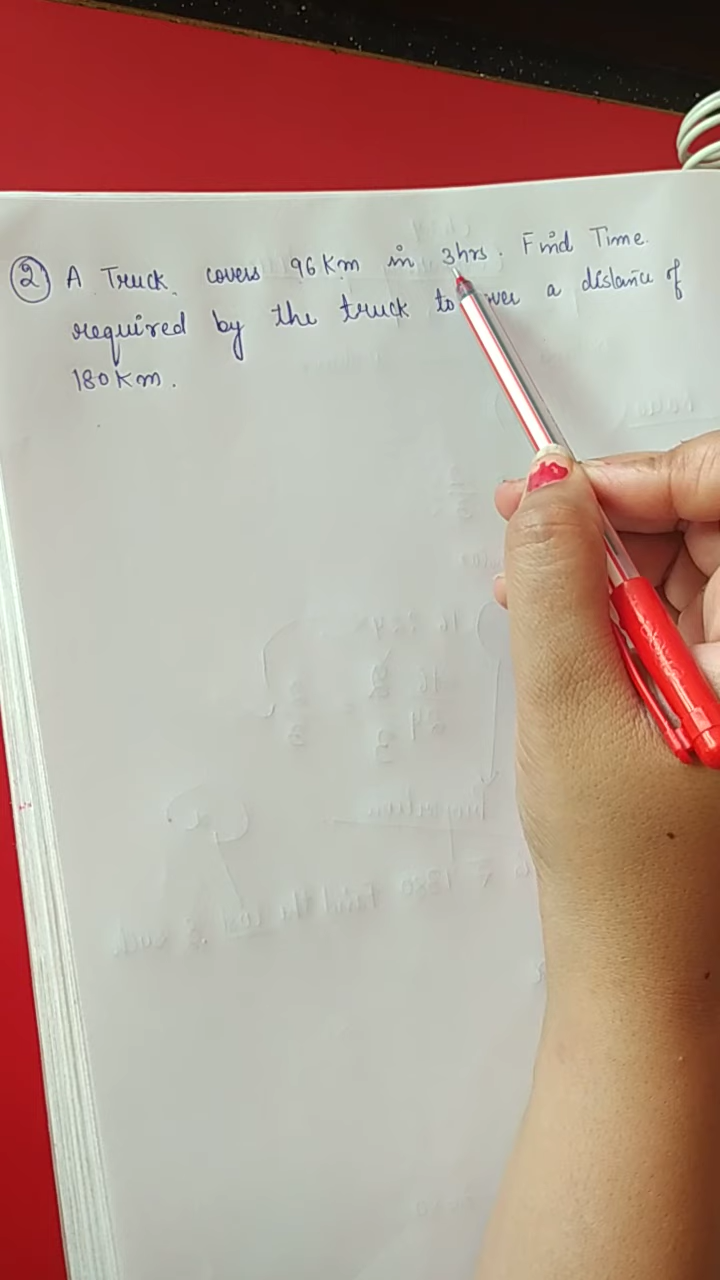 ② A Truck covers 96 Km in 3hrs. Find Time
required by the truck to a distance of
180 Km.